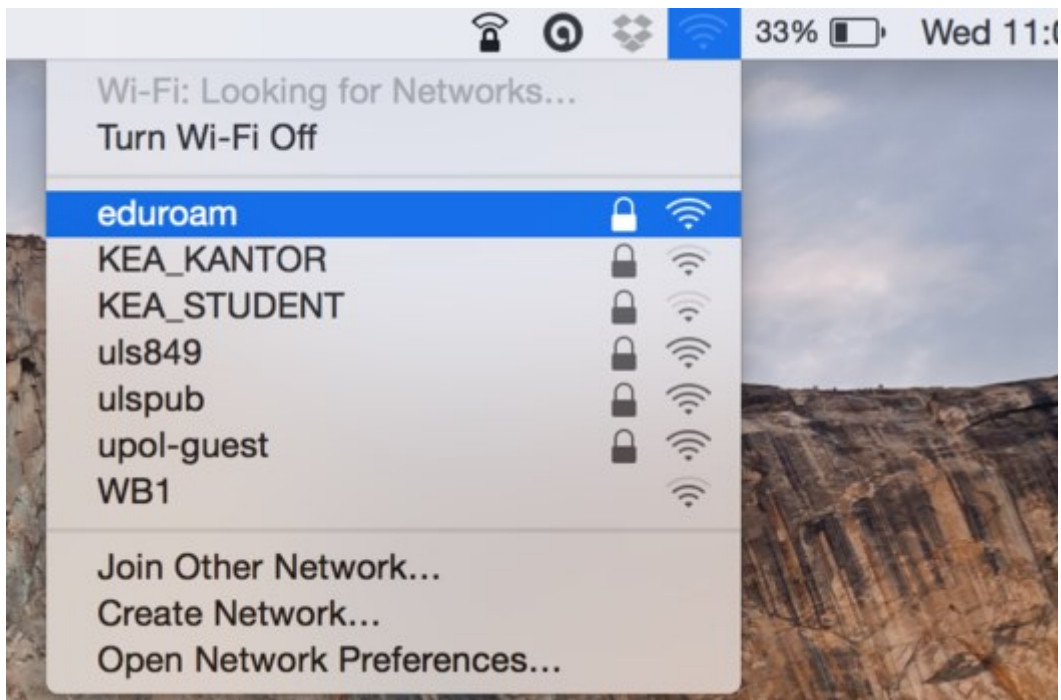 33% Wed 11:0
Wi-Fi: Looking for Networks...
Turn Wi-Fi Off
eduroam
KEA_KANTOR
KEA_STUDENT
uls849
ulspub
upol-guest
WB1
Join Other Network...
Create Network...
Open Network Preferences...